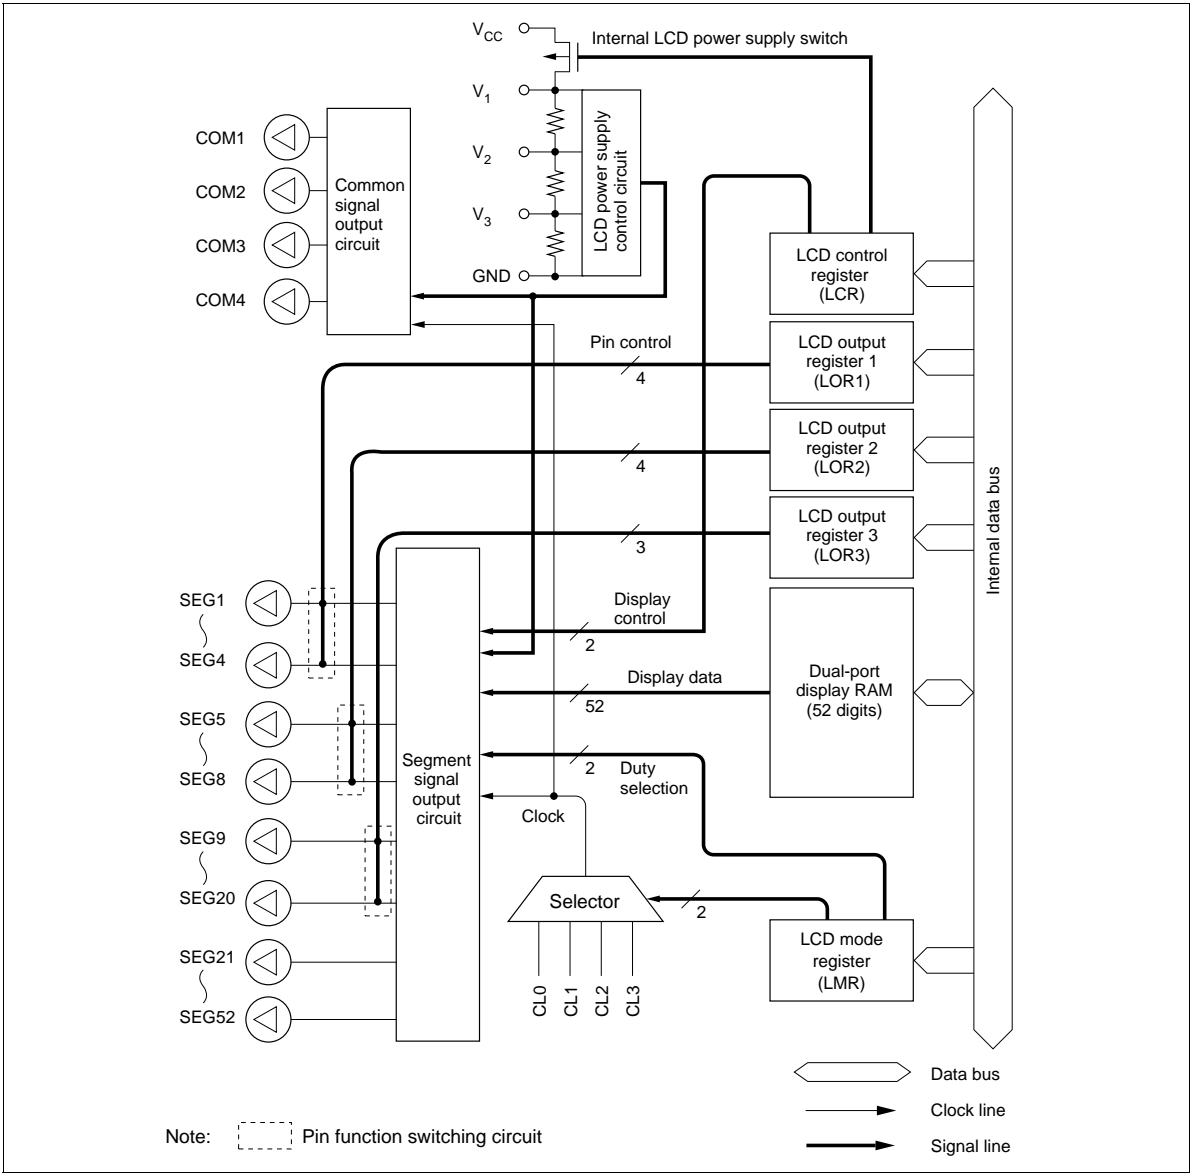 VCC
Internal LCD power supply switch
V1
V2
V3
GND
LCD power supply
control circuit
COM1
COM2
COM3
COM4
Common
signal
output
circuit
LCD control
register
(LCR)
Pin control
4
LCD output
register 1
(LOR1)
4
LCD output
register 2
(LOR2)
3
LCD output
register 3
(LOR3)
Internal data bus
SEG1
SEG4
SEG5
SEG8
SEG9
SEG20
SEG21
SEG52
Segment
signal
output
circuit
Display
control
2
Display data
52
Dual-port
display RAM
(52 digits)
2
Duty
selection
Clock
Selector
2
CL0
CL1
CL2
CL3
LCD mode
register
(LMR)
Data bus
Clock line
Signal line
Note:
Pin function switching circuit